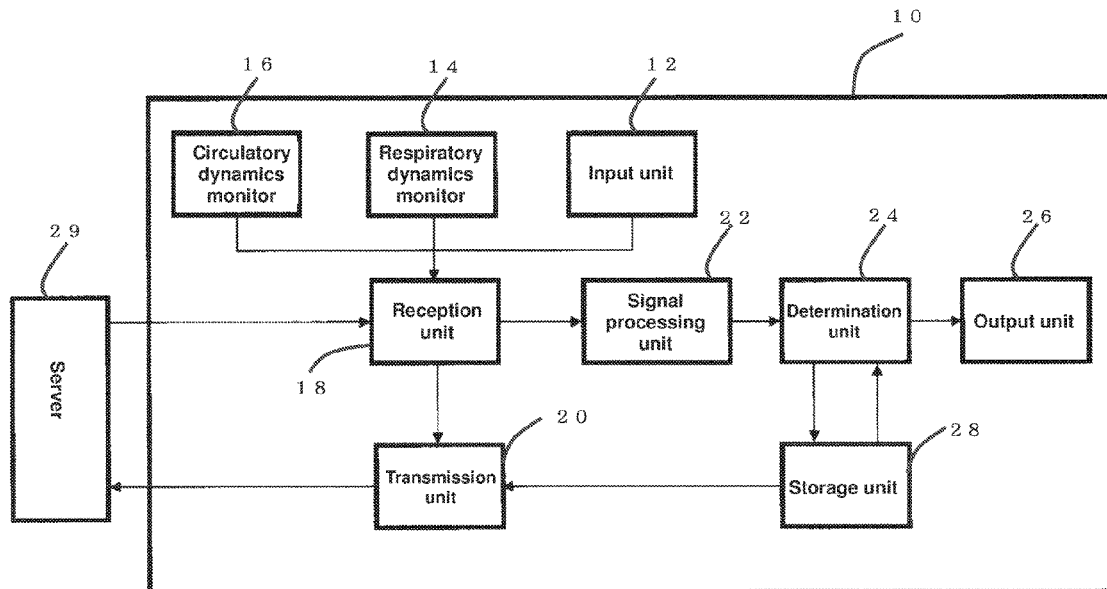 １０
１６
１４
１２
Circulatory
dynamics
monitor
Respiratory
dynamics
monitor
Input unit
２９
２２
２４
２６
Server
Reception
unit
Signal
processing
unit
Determination
unit
Output unit
１８
２０
２８
Transmission
unit
Storage unit